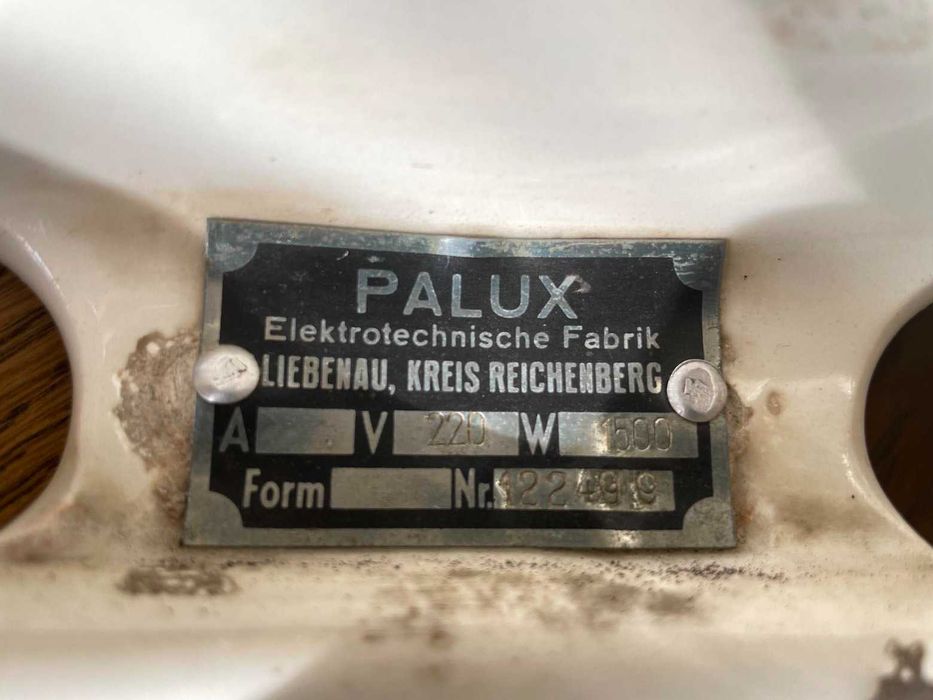 PALUX
Elektrotechnische Fabrik
LIEBENAU, KREIS REICHENBERG
A V 220 W 1500
Form Nr. 122499